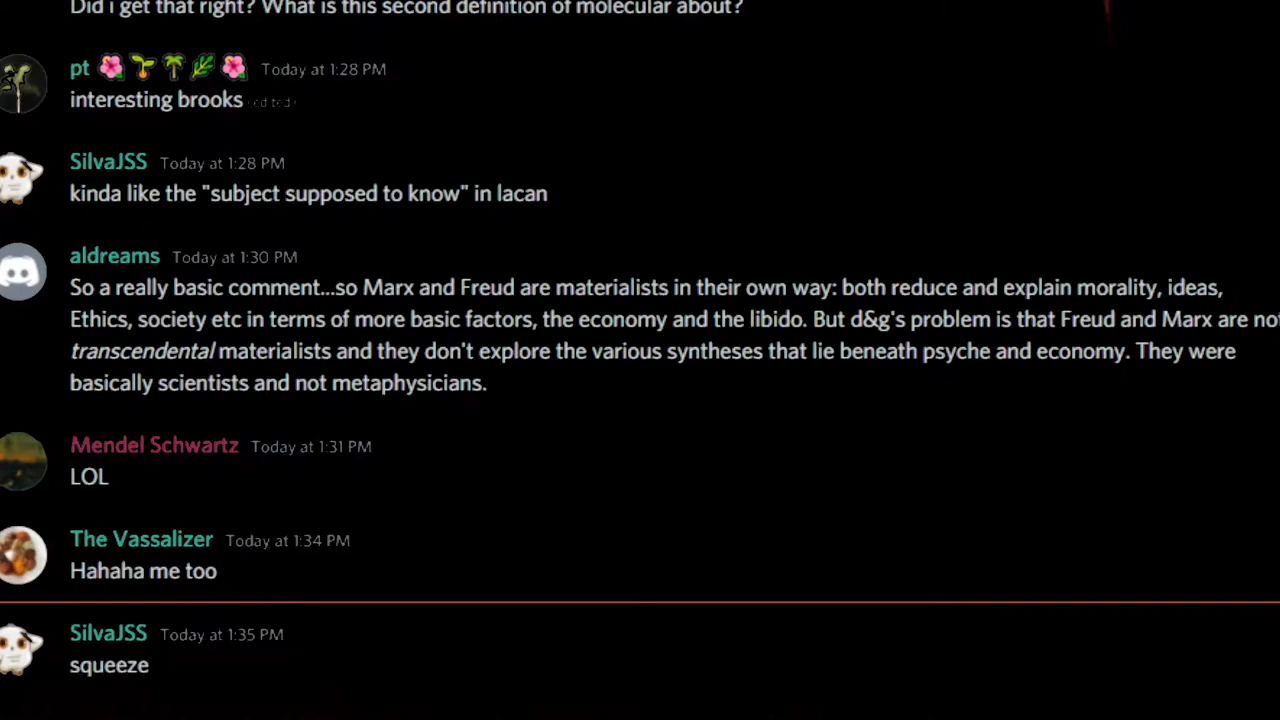 Did i get that right? What is this second definition of molecular about?
pt 🌺 🌱 🌴 🌿 🌺 Today at 1:28 PM
interesting brooks (edited)
SilvaJSS Today at 1:28 PM
kinda like the "subject supposed to know" in lacan
aldreams Today at 1:30 PM
So a really basic comment...so Marx and Freud are materialists in their own way: both reduce and explain morality, ideas,
Ethics, society etc in terms of more basic factors, the economy and the libido. But d&g's problem is that Freud and Marx are not
transcendental materialists and they don't explore the various syntheses that lie beneath psyche and economy. They were
basically scientists and not metaphysicians.
Mendel Schwartz Today at 1:31 PM
LOL
The Vassalizer Today at 1:34 PM
Hahaha me too
SilvaJSS Today at 1:35 PM
squeeze